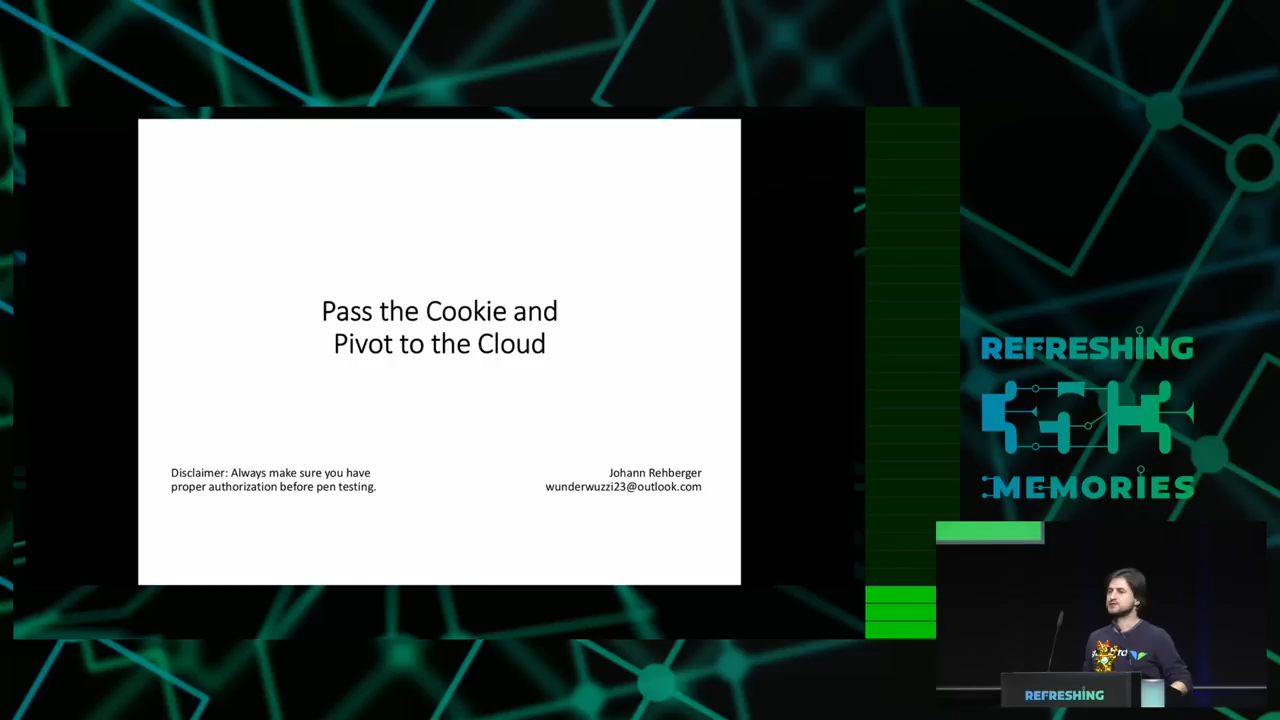 Pass the Cookie and
Pivot to the Cloud
Disclaimer: Always make sure you have
proper authorization before pen testing.
Johann Rehberger
wunderwuzzi23@outlook.com
REFRESHING
MEMORIES
REFRESHING